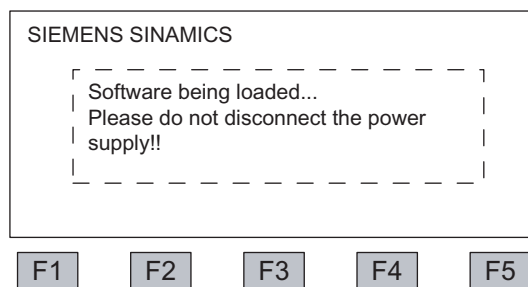 SIEMENS SINAMICS
Software being loaded...
Please do not disconnect the power
supply!!
F1 F2 F3 F4 F5